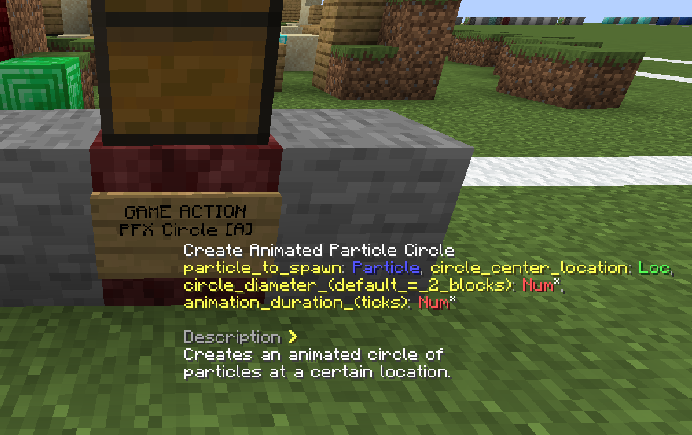 GAME ACTION
PFX Circle [A]
Create Animated Particle Circle
particle_to_spawn: Particle, circle_center_location: Loc,
circle_diameter_(default_=_2_blocks): Num*,
animation_duration_(ticks): Num*
Description ❯
Creates an animated circle of
particles at a certain location.